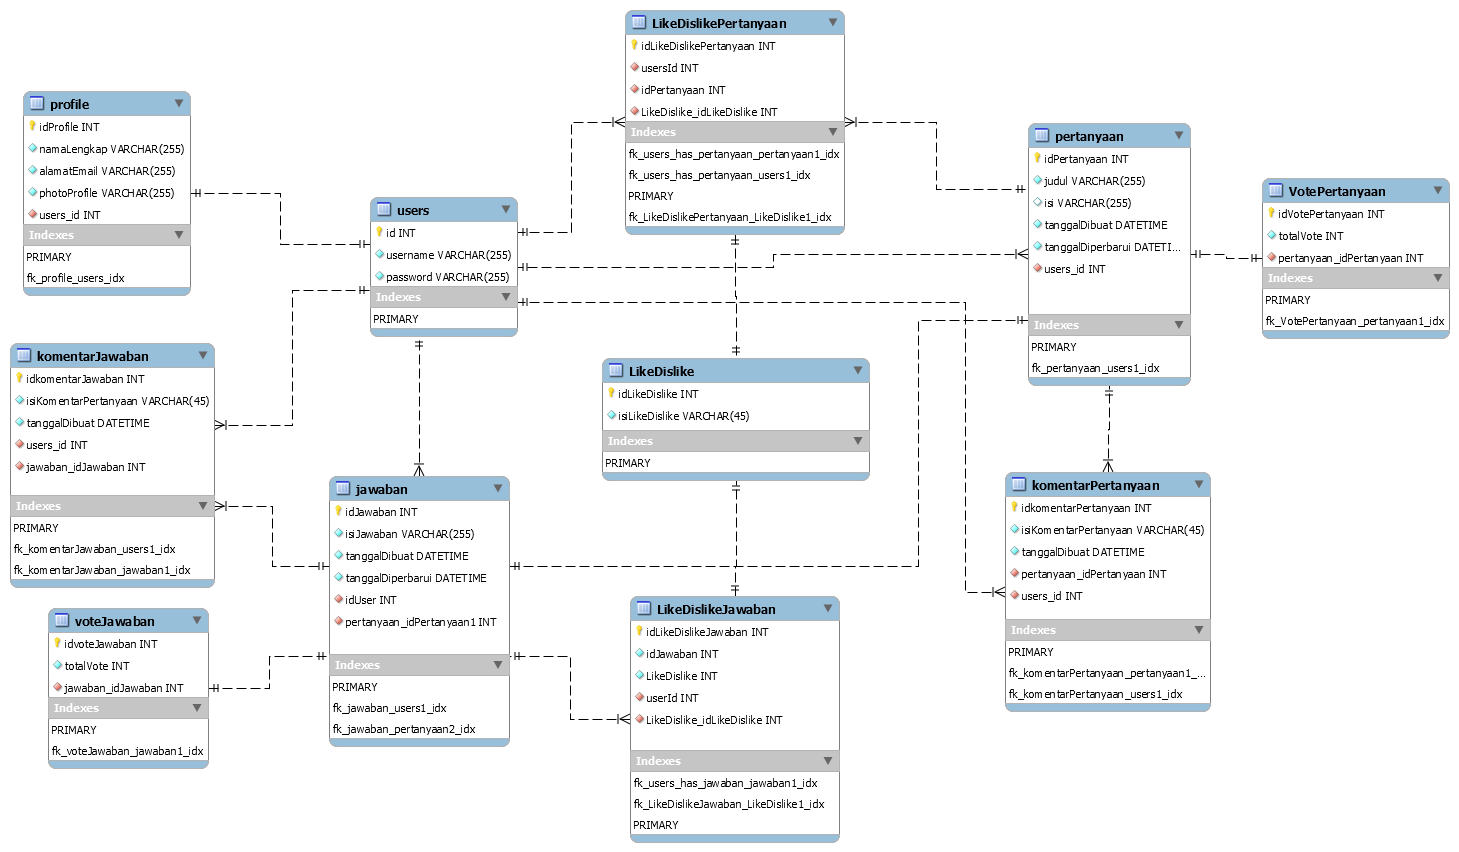 LikeDislikePertanyaan
idLikeDislikePertanyaan INT
usersId INT
idPertanyaan INT
LikeDislike_idLikeDislike INT
Indexes
fk_users_has_pertanyaan_pertanyaan1_idx
fk_users_has_pertanyaan_users1_idx
PRIMARY
fk_LikeDislikePertanyaan_LikeDislike1_idx
profile
idProfile INT
namaLengkap VARCHAR(255)
alamatEmail VARCHAR(255)
photoProfile VARCHAR(255)
users_id INT
Indexes
PRIMARY
fk_profile_users_idx
users
id INT
username VARCHAR(255)
password VARCHAR(255)
Indexes
PRIMARY
pertanyaan
idPertanyaan INT
judul VARCHAR(255)
isi VARCHAR(255)
tanggalDibuat DATETIME
tanggalDiperbarui DATETI...
users_id INT
Indexes
PRIMARY
fk_pertanyaan_users1_idx
VotePertanyaan
idVotePertanyaan INT
totalVote INT
pertanyaan_idPertanyaan INT
Indexes
PRIMARY
fk_VotePertanyaan_pertanyaan1_idx
komentarJawaban
idkomentarJawaban INT
isiKomentarPertanyaan VARCHAR(45)
tanggalDibuat DATETIME
users_id INT
jawaban_idJawaban INT
Indexes
PRIMARY
fk_komentarJawaban_users1_idx
fk_komentarJawaban_jawaban1_idx
LikeDislike
idLikeDislike INT
isiLikeDislike VARCHAR(45)
Indexes
PRIMARY
jawaban
idJawaban INT
isiJawaban VARCHAR(255)
tanggalDibuat DATETIME
tanggalDiperbarui DATETIME
idUser INT
pertanyaan_idPertanyaan1 INT
Indexes
PRIMARY
fk_jawaban_users1_idx
fk_jawaban_pertanyaan2_idx
komentarPertanyaan
idkomentarPertanyaan INT
isiKomentarPertanyaan VARCHAR(45)
tanggalDibuat DATETIME
pertanyaan_idPertanyaan INT
users_id INT
Indexes
PRIMARY
fk_komentarPertanyaan_pertanyaan1_...
fk_komentarPertanyaan_users1_idx
voteJawaban
idvoteJawaban INT
totalVote INT
jawaban_idJawaban INT
Indexes
PRIMARY
fk_voteJawaban_jawaban1_idx
LikeDislikeJawaban
idLikeDislikeJawaban INT
idJawaban INT
LikeDislike INT
userId INT
LikeDislike_idLikeDislike INT
Indexes
fk_users_has_jawaban_jawaban1_idx
fk_LikeDislikeJawaban_LikeDislike1_idx
PRIMARY